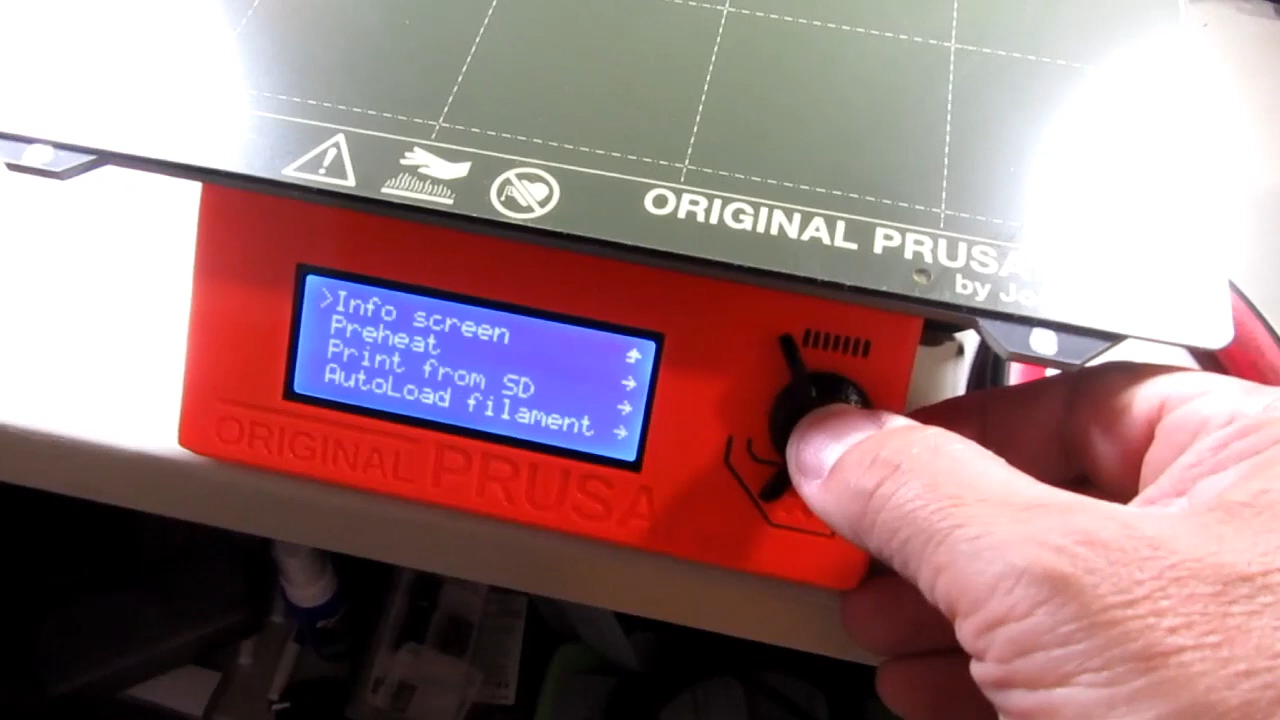 ORIGINAL PRUSA
by Jo
>Info screen
Preheat →
Print from SD →
AutoLoad filament →
ORIGINAL PRUSA